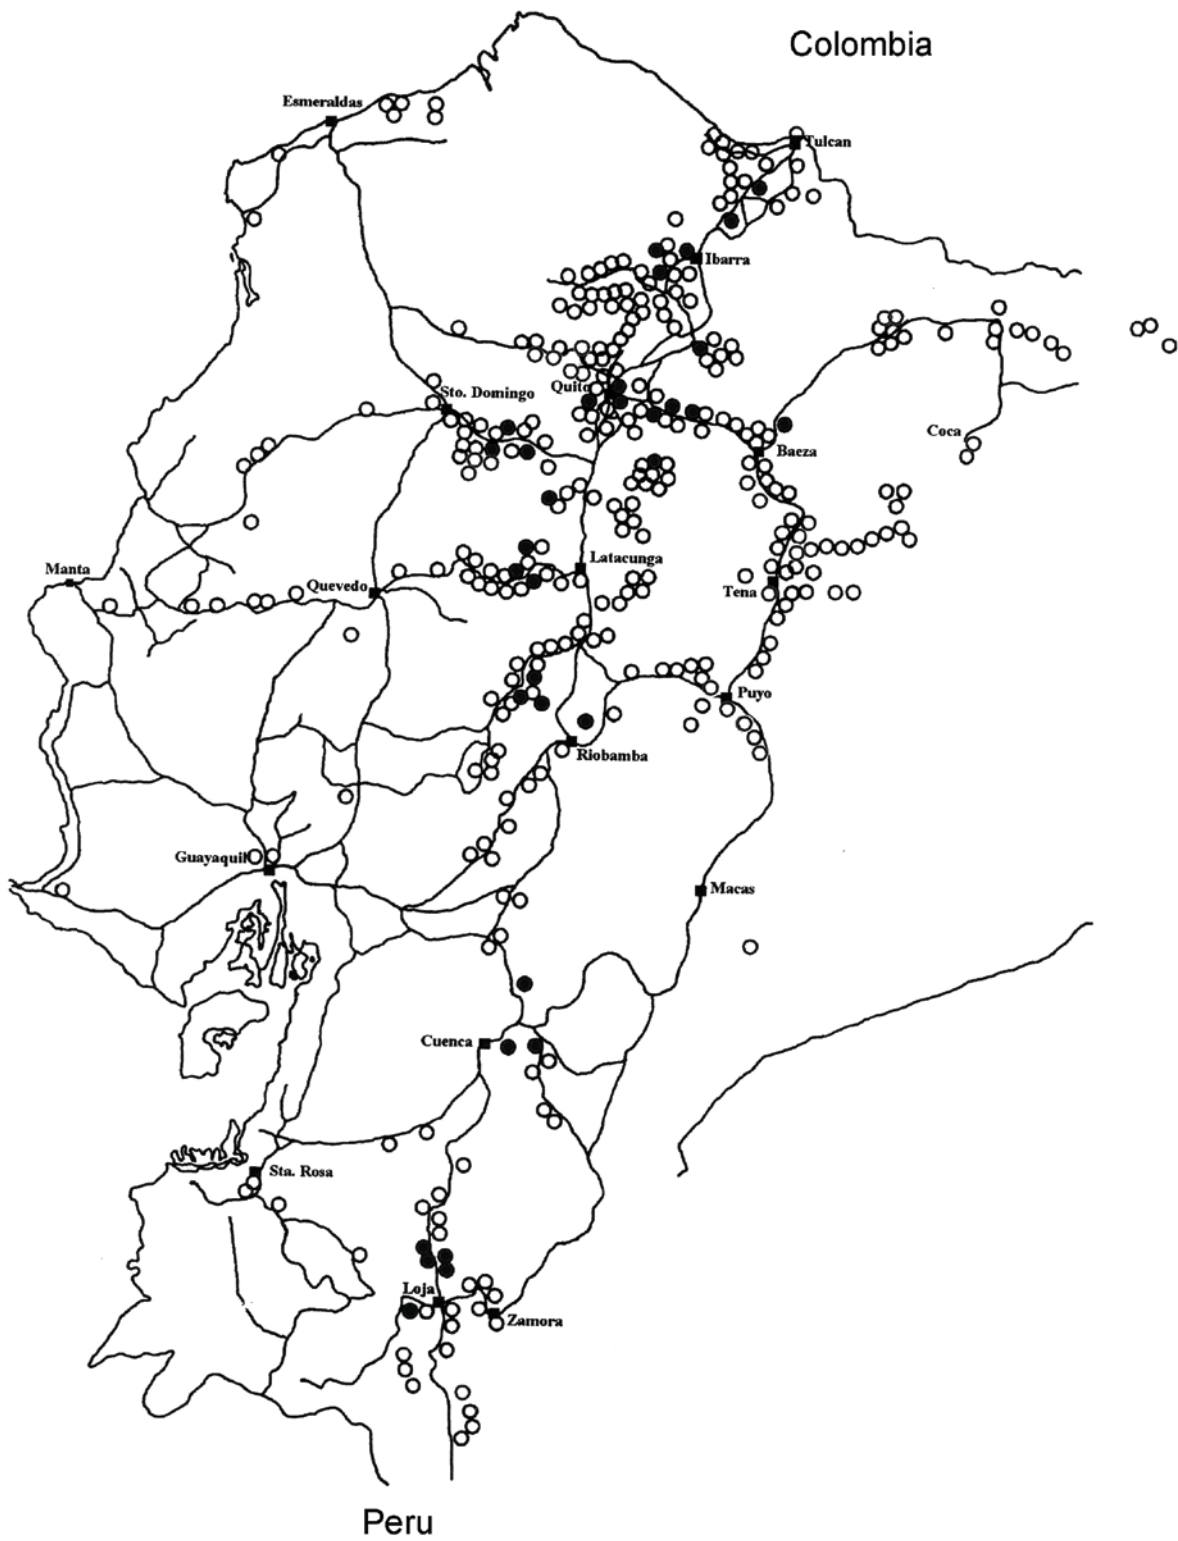 Colombia
Esmeraldas
Tulcan
Ibarra
Quito
Sto. Domingo
Coca
Baeza
Latacunga
Manta
Quevedo
Tena
Puyo
Riobamba
Guayaquil
Macas
Cuenca
Sta. Rosa
Loja
Zamora
Peru